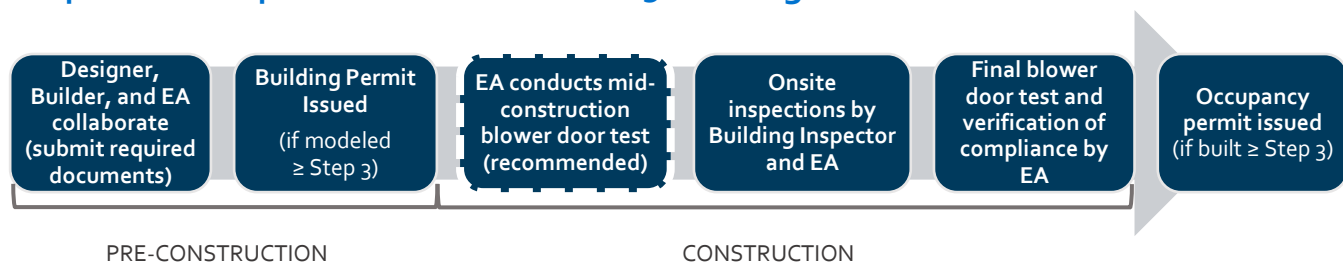 Designer,
Builder, and EA
collaborate
(submit required
documents)
Building Permit
Issued
(if modeled
≥ Step 3)
EA conducts mid-
construction
blower door test
(recommended)
Onsite
inspections by
Building Inspector
and EA
Final blower
door test and
verification of
compliance by
EA
Occupancy
permit issued
(if built ≥ Step 3)
PRE-CONSTRUCTION
CONSTRUCTION